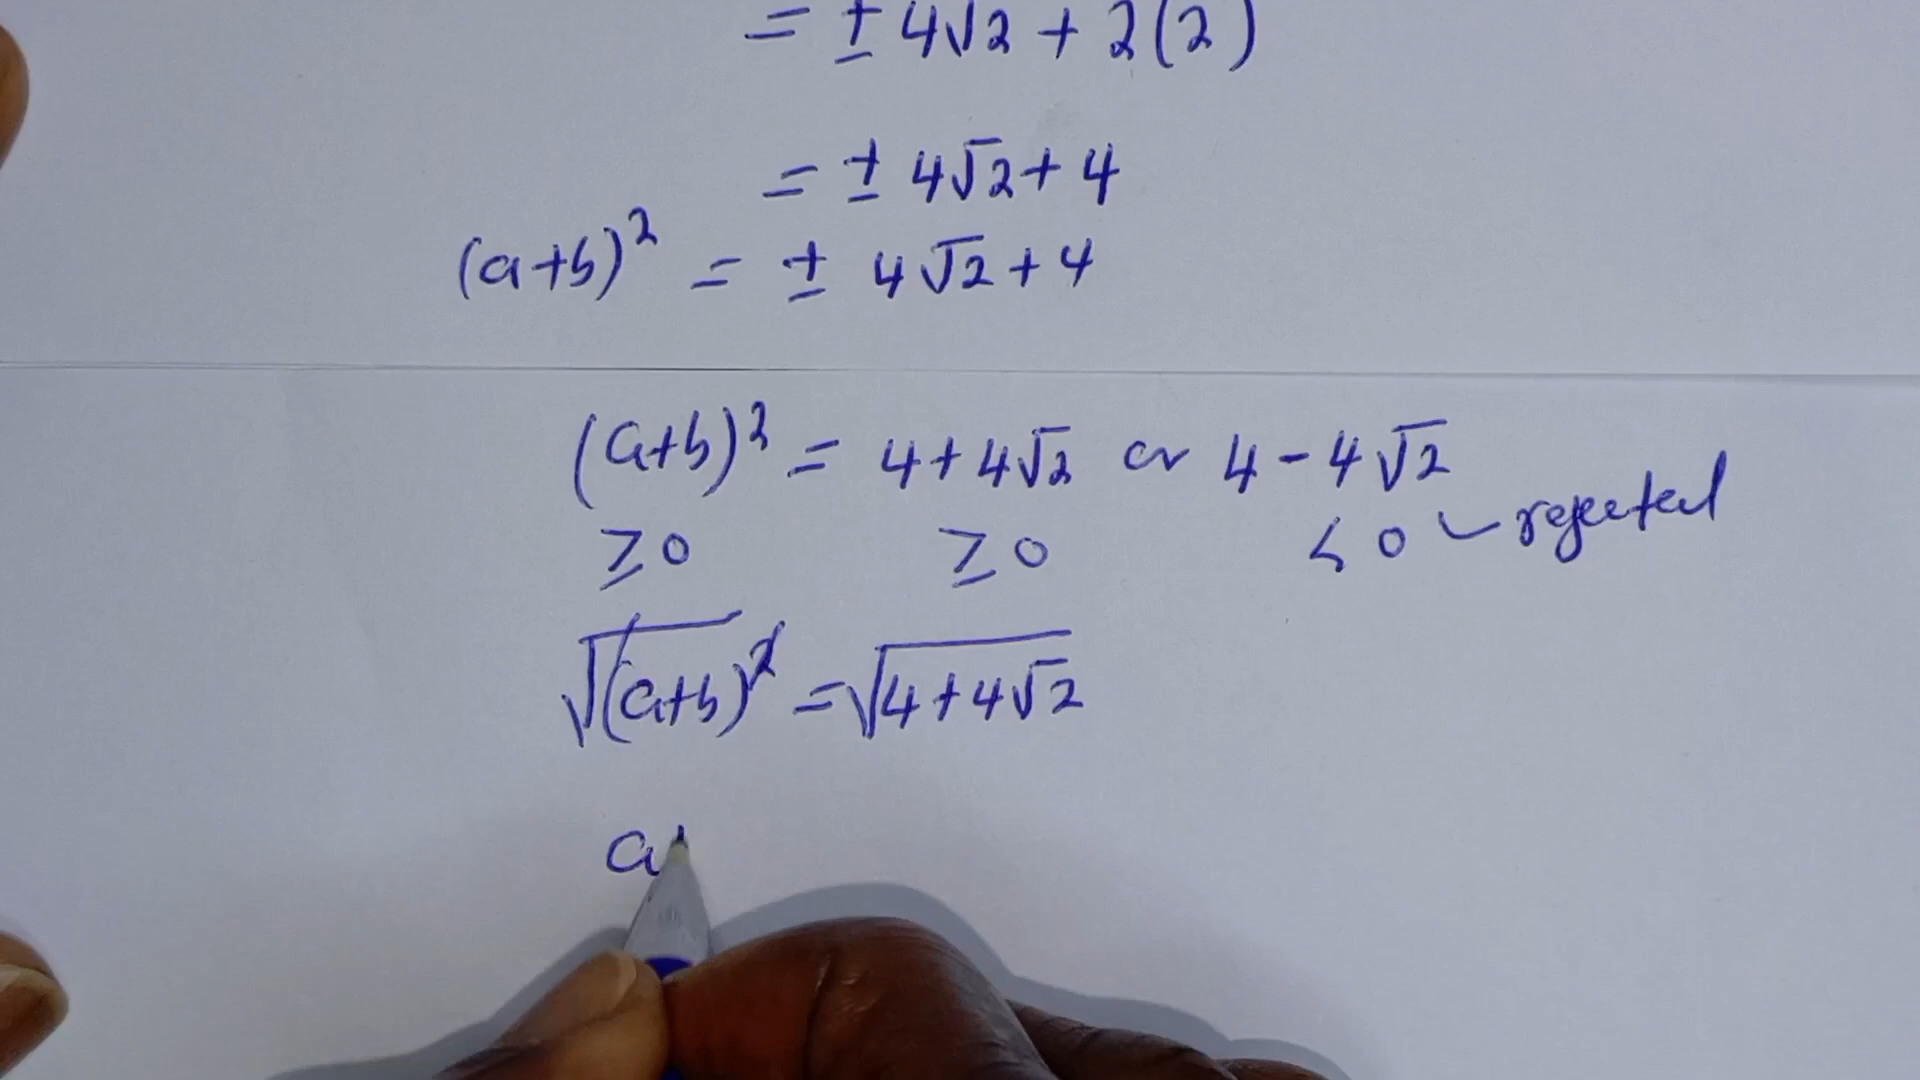 = ± 4√2 + 2(2)
= ± 4√2 + 4
(a+b)² = ± 4√2 + 4
(a+b)² = 4 + 4√2 or 4 - 4√2
≥0 ≥0 <0 - rejected
√(a+b)² = √4+4√2
a